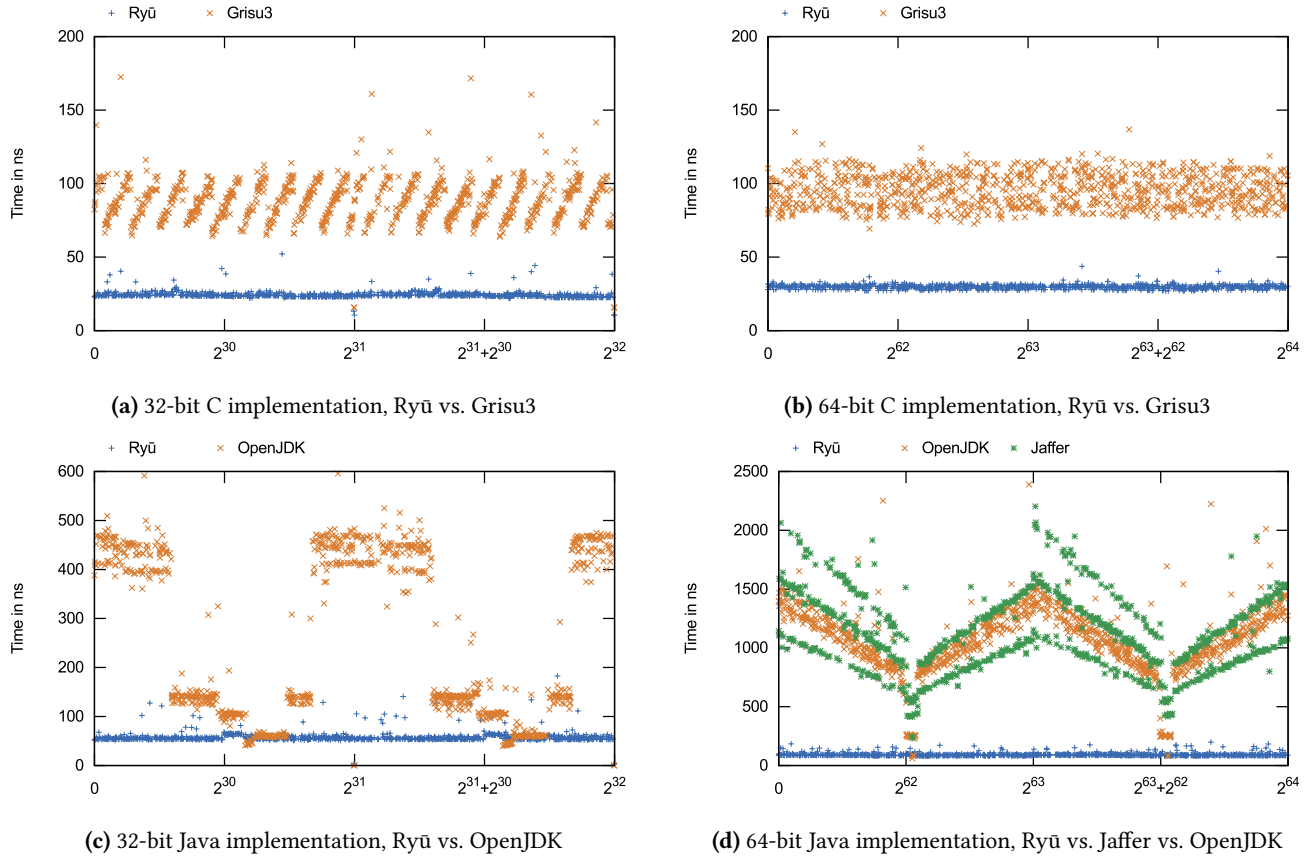 Ryū Grisu3
200
150
100
50
0
Time in ns
0 2^30 2^31 2^31+2^30 2^32
(a) 32-bit C implementation, Ryū vs. Grisu3
Ryū Grisu3
200
150
100
50
0
Time in ns
0 2^62 2^63 2^63+2^62 2^64
(b) 64-bit C implementation, Ryū vs. Grisu3
Ryū OpenJDK
600
500
400
300
200
100
0
Time in ns
0 2^30 2^31 2^31+2^30 2^32
(c) 32-bit Java implementation, Ryū vs. OpenJDK
Ryū OpenJDK Jaffer
2500
2000
1500
1000
500
0
Time in ns
0 2^62 2^63 2^63+2^62 2^64
(d) 64-bit Java implementation, Ryū vs. Jaffer vs. OpenJDK